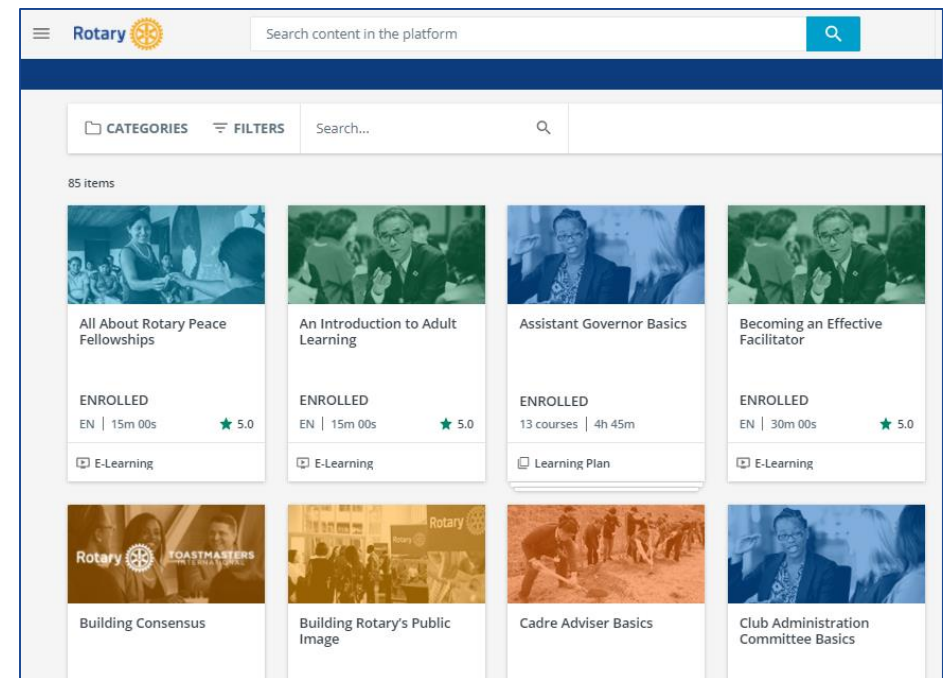 Rotary
Search content in the platform
CATEGORIES FILTERS Search...
85 items
All About Rotary Peace
Fellowships
ENROLLED
EN | 15m 00s 5.0
E-Learning
An Introduction to Adult
Learning
ENROLLED
EN | 15m 00s 5.0
E-Learning
Assistant Governor Basics
ENROLLED
13 courses | 4h 45m
Learning Plan
Becoming an Effective
Facilitator
ENROLLED
EN | 30m 00s 5.0
E-Learning
Rotary TOASTMASTERS
INTERNATIONAL
Building Consensus
Rotary
Rotary
Building Rotary's Public
Image
Cadre Adviser Basics
Club Administration
Committee Basics